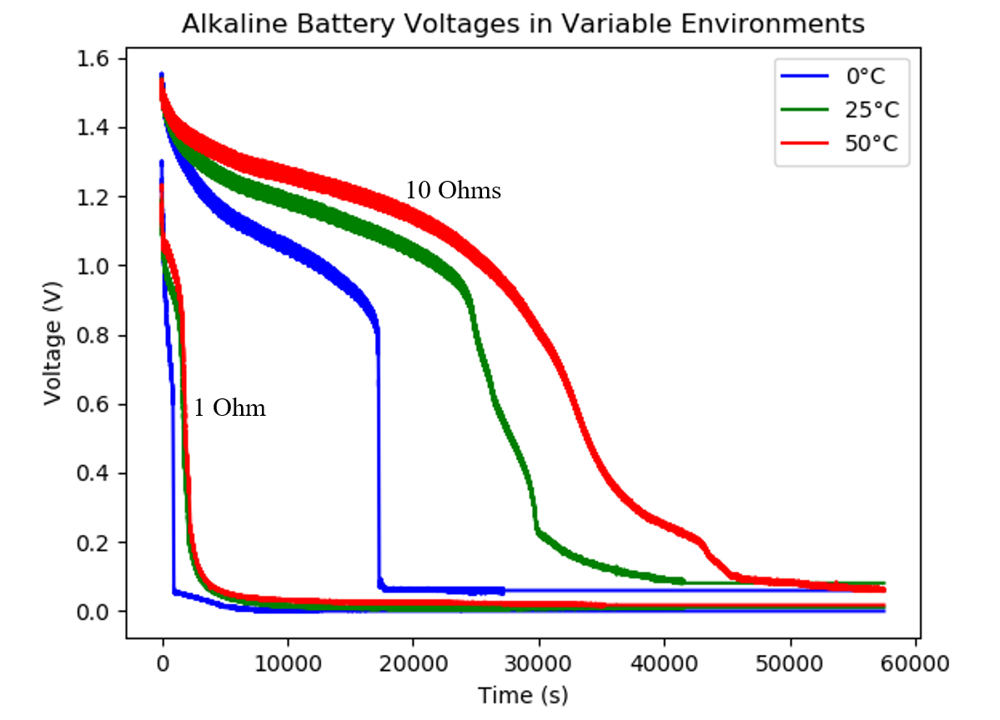 Alkaline Battery Voltages in Variable Environments
1.6
1.4
1.2
1.0
0.8
0.6
0.4
0.2
0.0
Voltage (V)
0°C
25°C
50°C
10 Ohms
1 Ohm
0
10000
20000
30000
40000
50000
60000
Time (s)